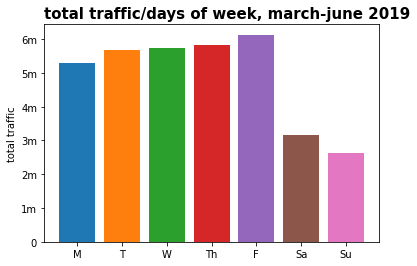 total traffic/days of week, march-june 2019
6m
5m
4m
3m
2m
1m
0
total traffic
M T W Th F Sa Su